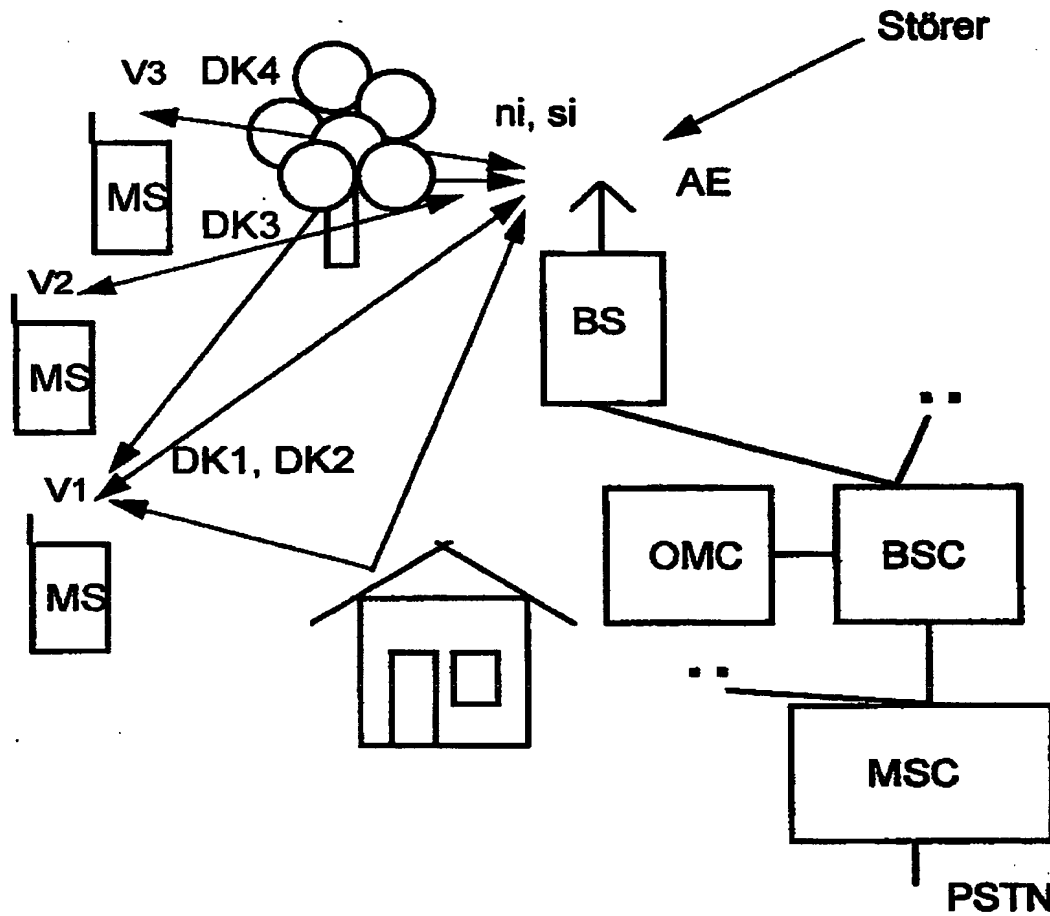 Störer
V3 DK4
ni, si
MS
AE
DK3
V2
BS
MS
DK1, DK2
V1
OMC
BSC
MS
MSC
PSTN